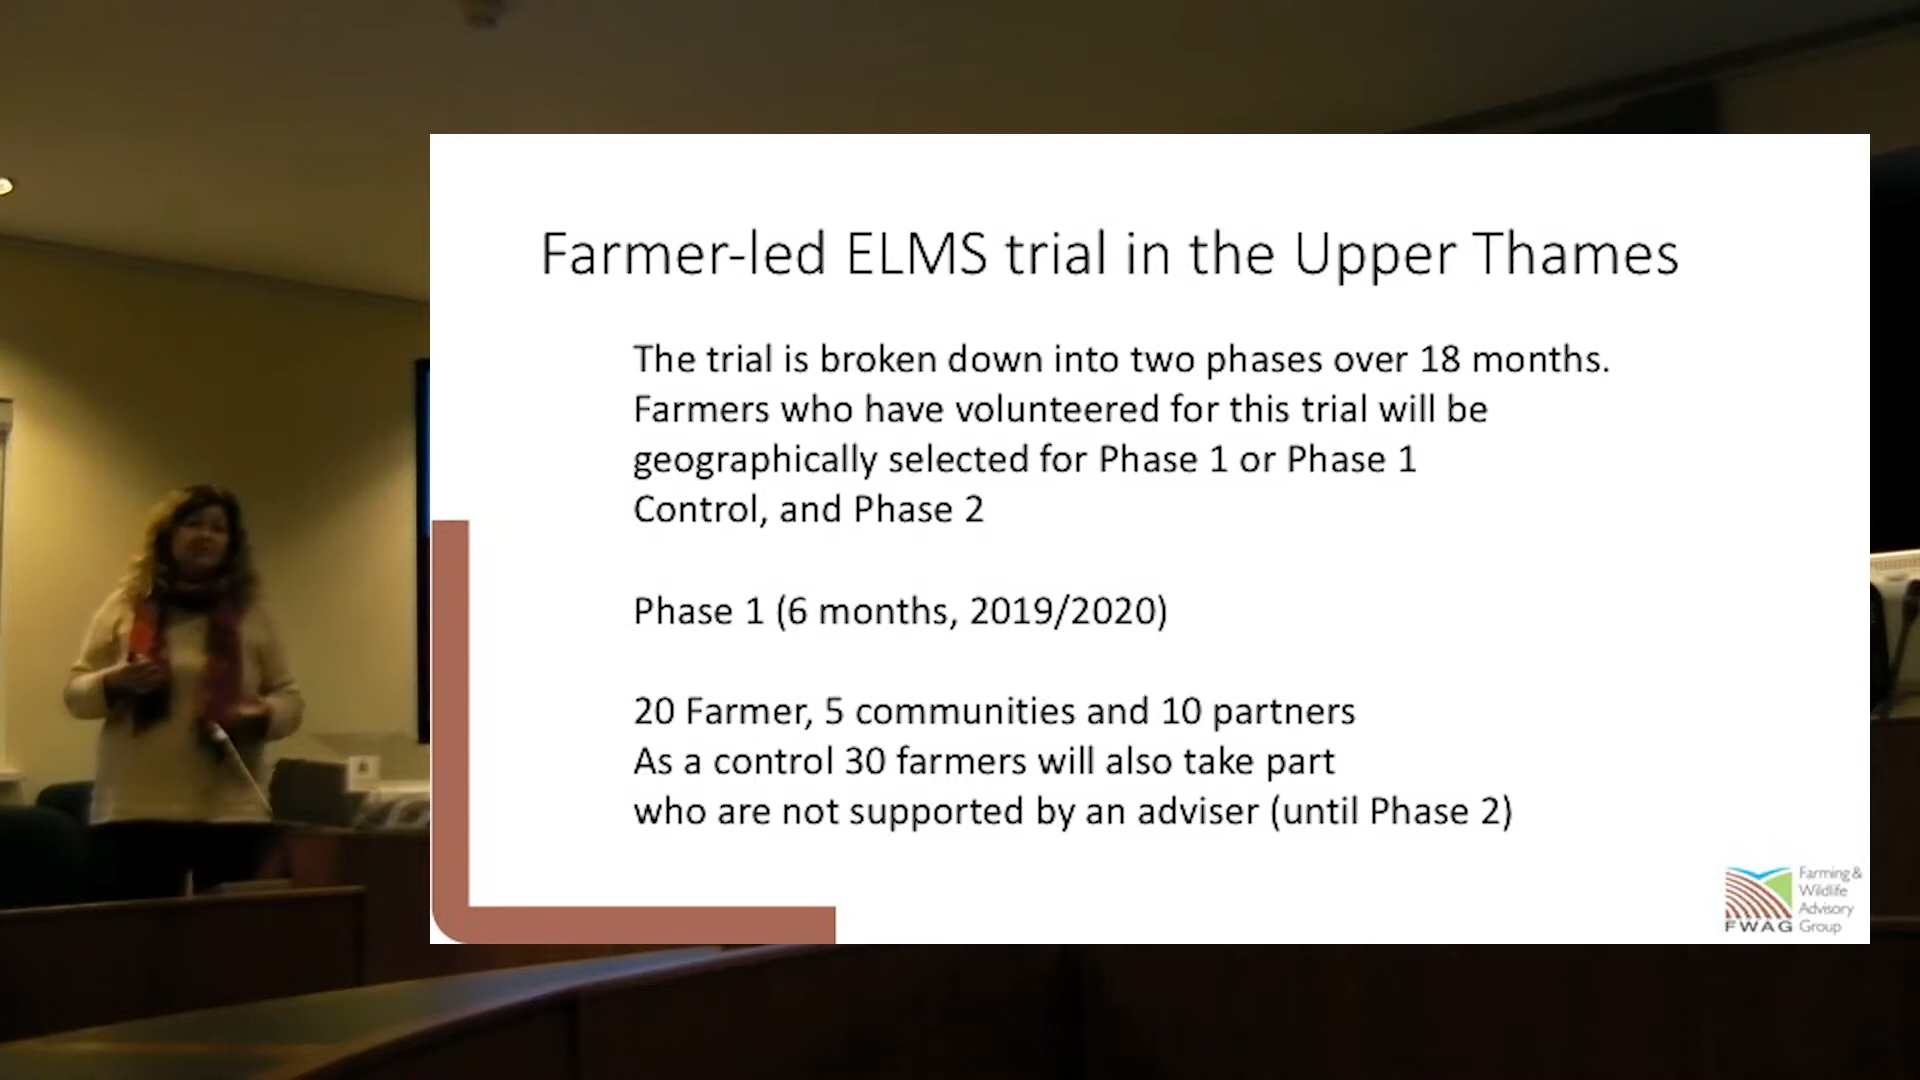 Farmer-led ELMS trial in the Upper Thames
The trial is broken down into two phases over 18 months.
Farmers who have volunteered for this trial will be
geographically selected for Phase 1 or Phase 1
Control, and Phase 2
Phase 1 (6 months, 2019/2020)
20 Farmer, 5 communities and 10 partners
As a control 30 farmers will also take part
who are not supported by an adviser (until Phase 2)
Farming &
Wildlife
Advisory
FWAG Group